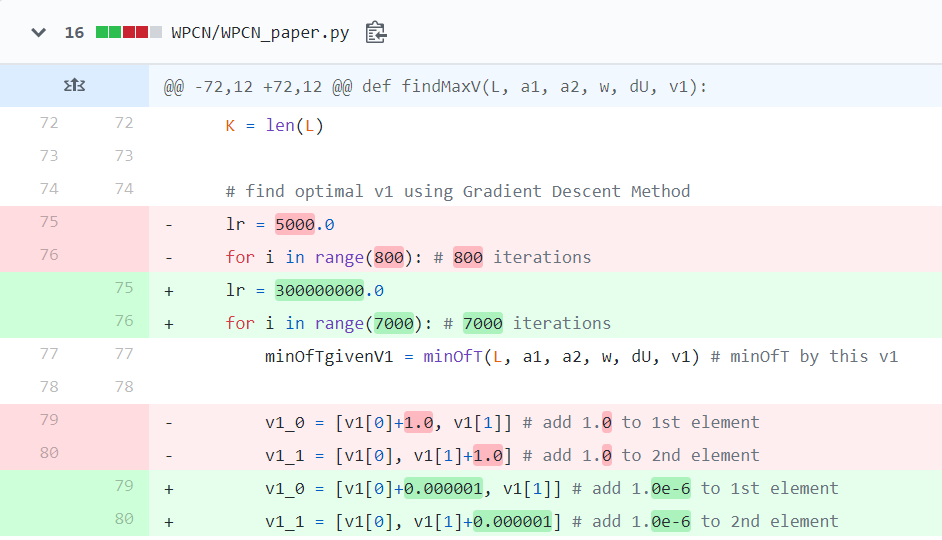 16 WPCN/WPCN_paper.py
@@ -72,12 +72,12 @@ def findMaxV(L, a1, a2, w, dU, v1):
72 72 K = len(L)
73 73
74 74 # find optimal v1 using Gradient Descent Method
75 - lr = 5000.0
76 - for i in range(800): # 800 iterations
75 + lr = 300000000.0
76 + for i in range(7000): # 7000 iterations
77 77 minOfTgivenV1 = minOfT(L, a1, a2, w, dU, v1) # minOfT by this v1
78 78
79 - v1_0 = [v1[0]+1.0, v1[1]] # add 1.0 to 1st element
80 - v1_1 = [v1[0], v1[1]+1.0] # add 1.0 to 2nd element
79 + v1_0 = [v1[0]+0.000001, v1[1]] # add 1.0e-6 to 1st element
80 + v1_1 = [v1[0], v1[1]+0.000001] # add 1.0e-6 to 2nd element